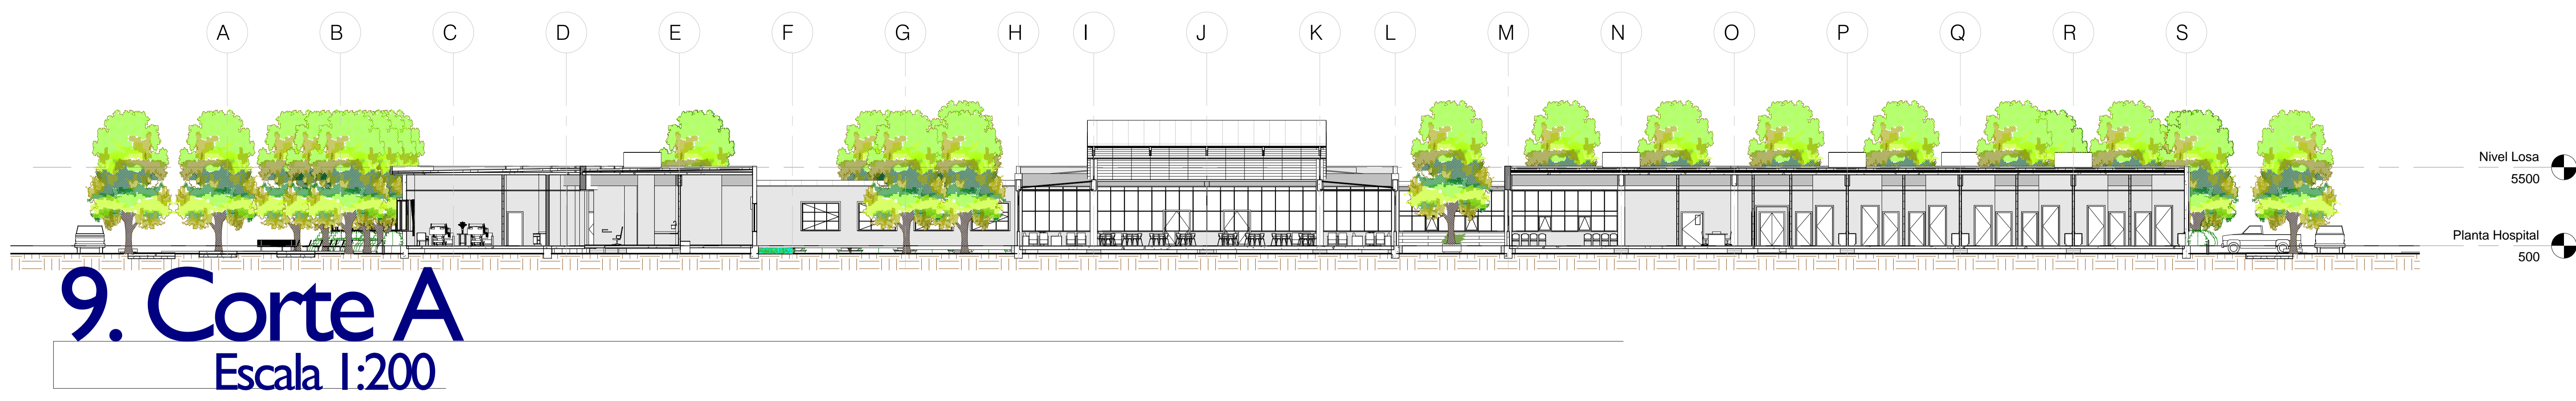 A B C D E F G H I J K L M N O P Q R S
Nivel Losa
5500
Planta Hospital
500
9. Corte A
Escala 1:200